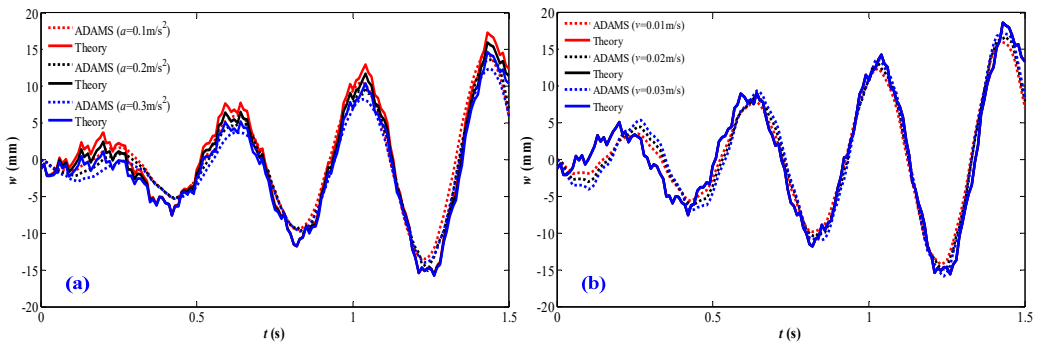 20
15
10
5
0
-5
-10
-15
-20
w (mm)
ADAMS (a=0.1m/s²)
Theory
ADAMS (a=0.2m/s²)
Theory
ADAMS (a=0.3m/s²)
Theory
(a)
0 0.5 1 1.5
t (s)
20
15
10
5
0
-5
-10
-15
-20
w (mm)
ADAMS (v=0.01m/s)
Theory
ADAMS (v=0.02m/s)
Theory
ADAMS (v=0.03m/s)
Theory
(b)
0 0.5 1 1.5
t (s)